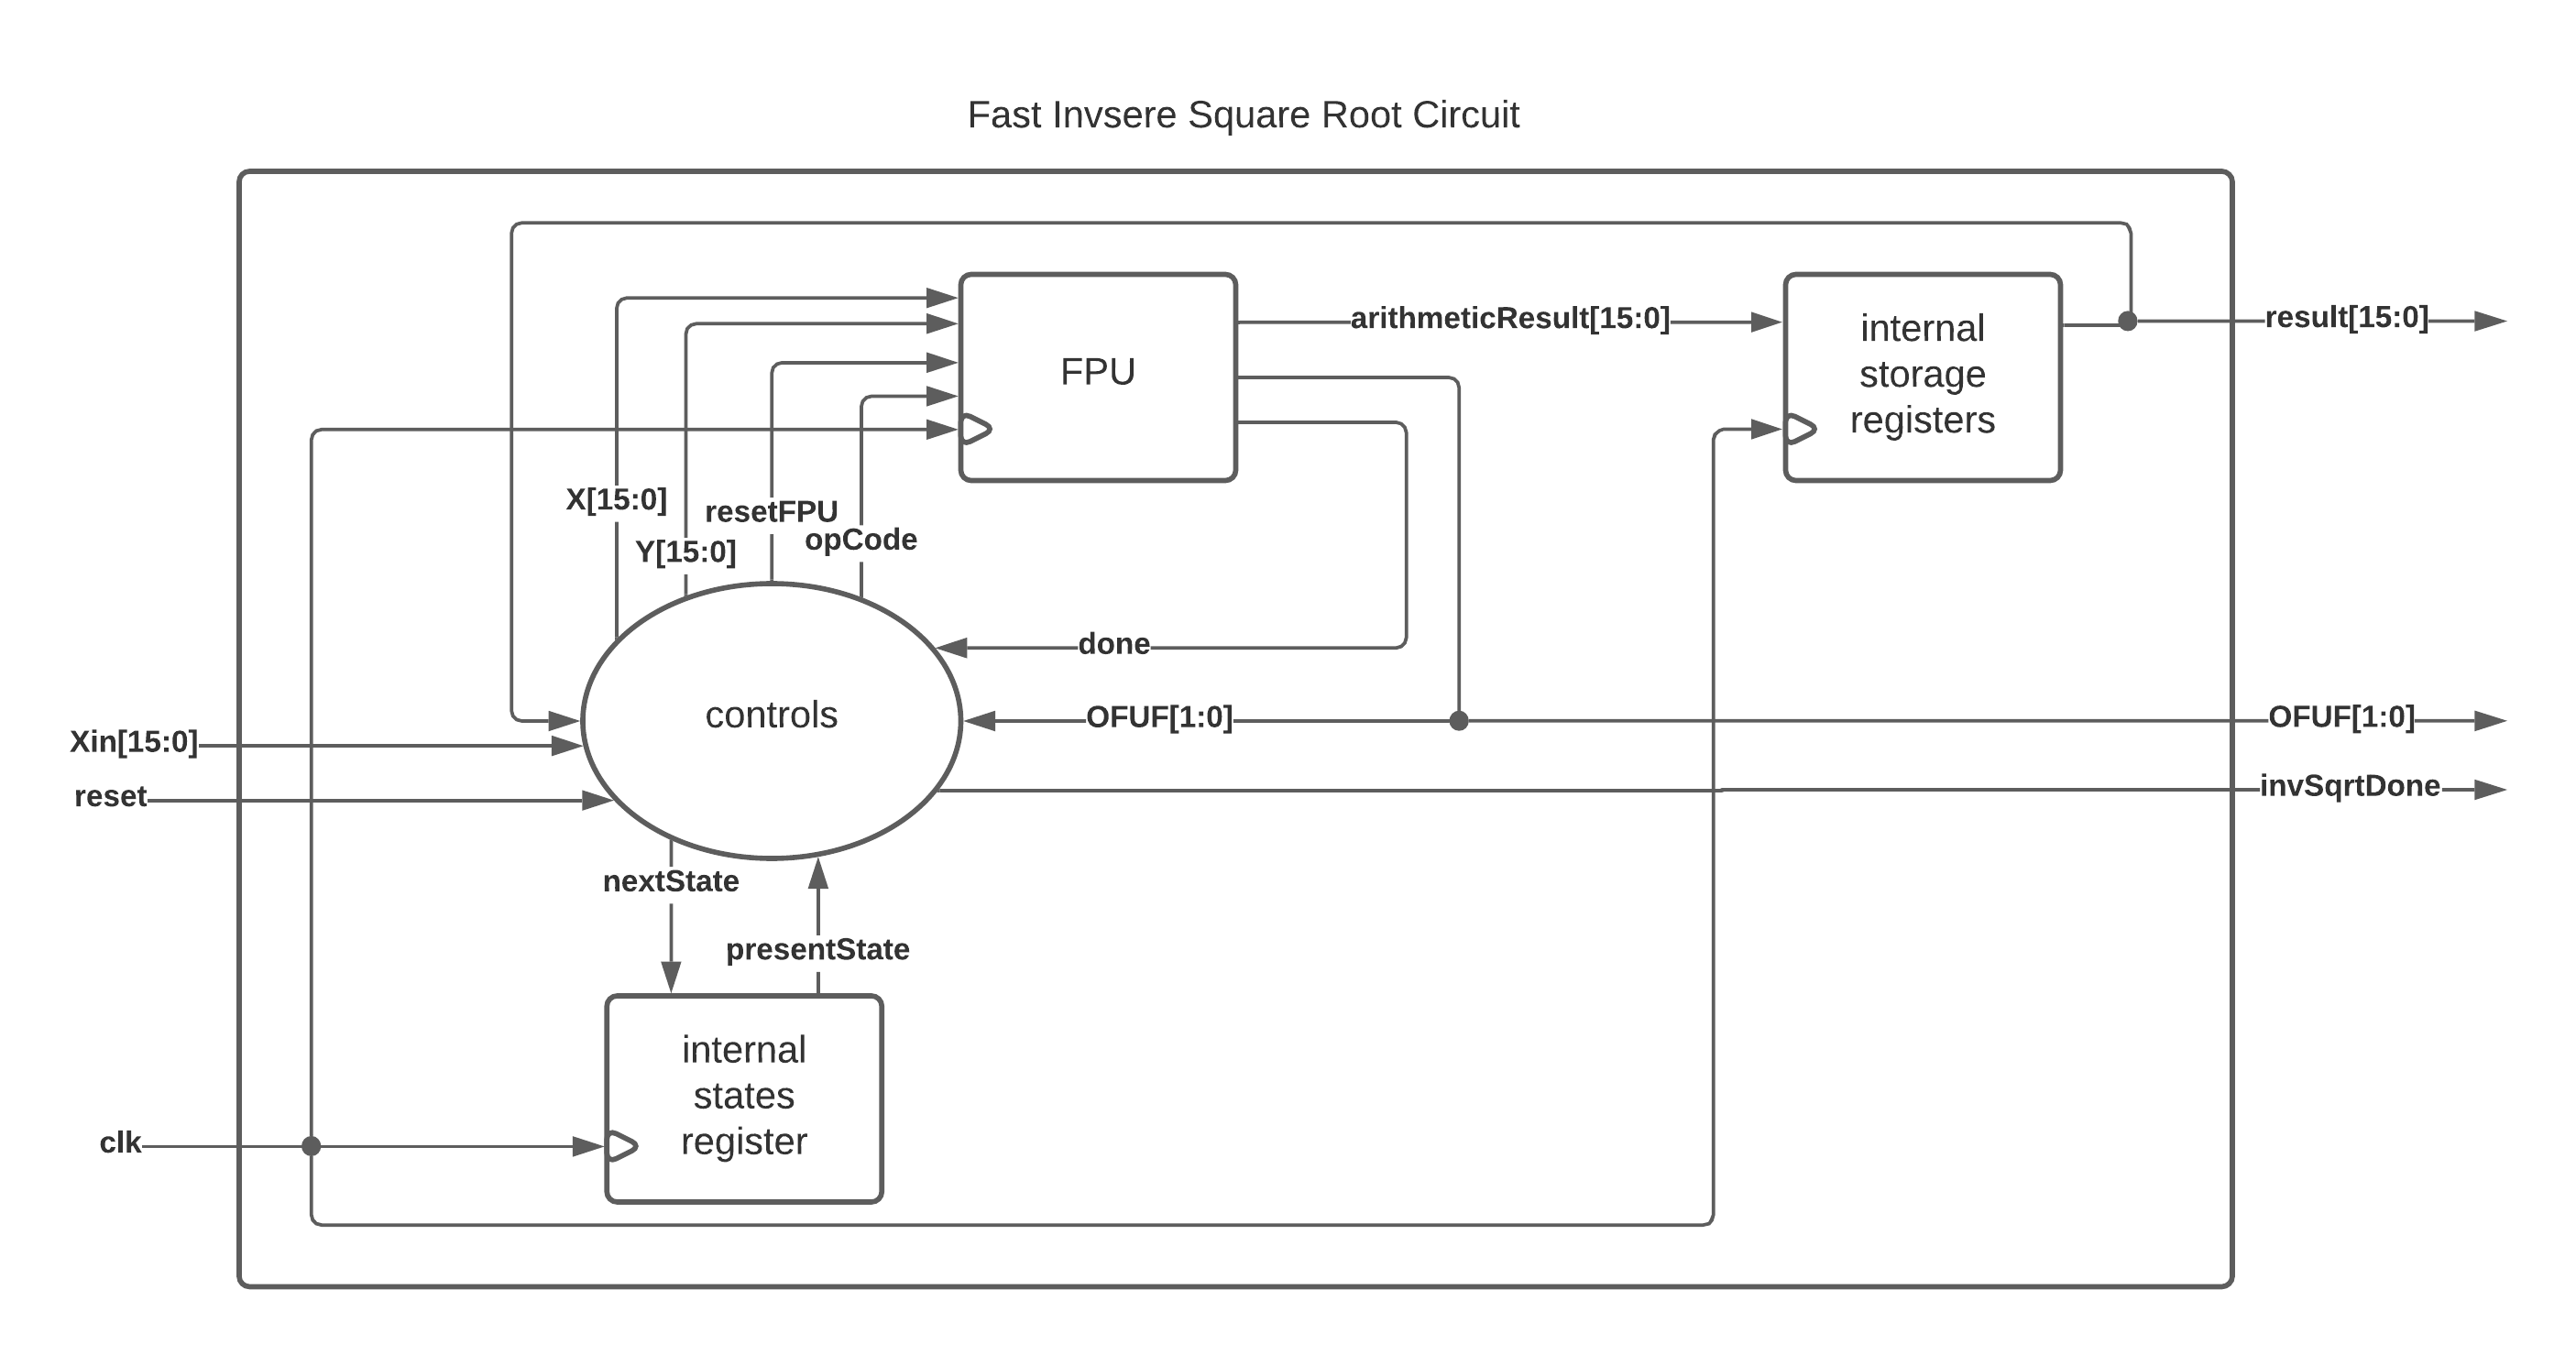 Fast Invsere Square Root Circuit
FPU
arithmeticResult[15:0]
internal
storage
registers
result[15:0]
X[15:0]
resetFPU
opCode
Y[15:0]
done
controls
OFUF[1:0]
OFUF[1:0]
Xin[15:0]
reset
invSqrtDone
nextState
presentState
internal
states
register
clk